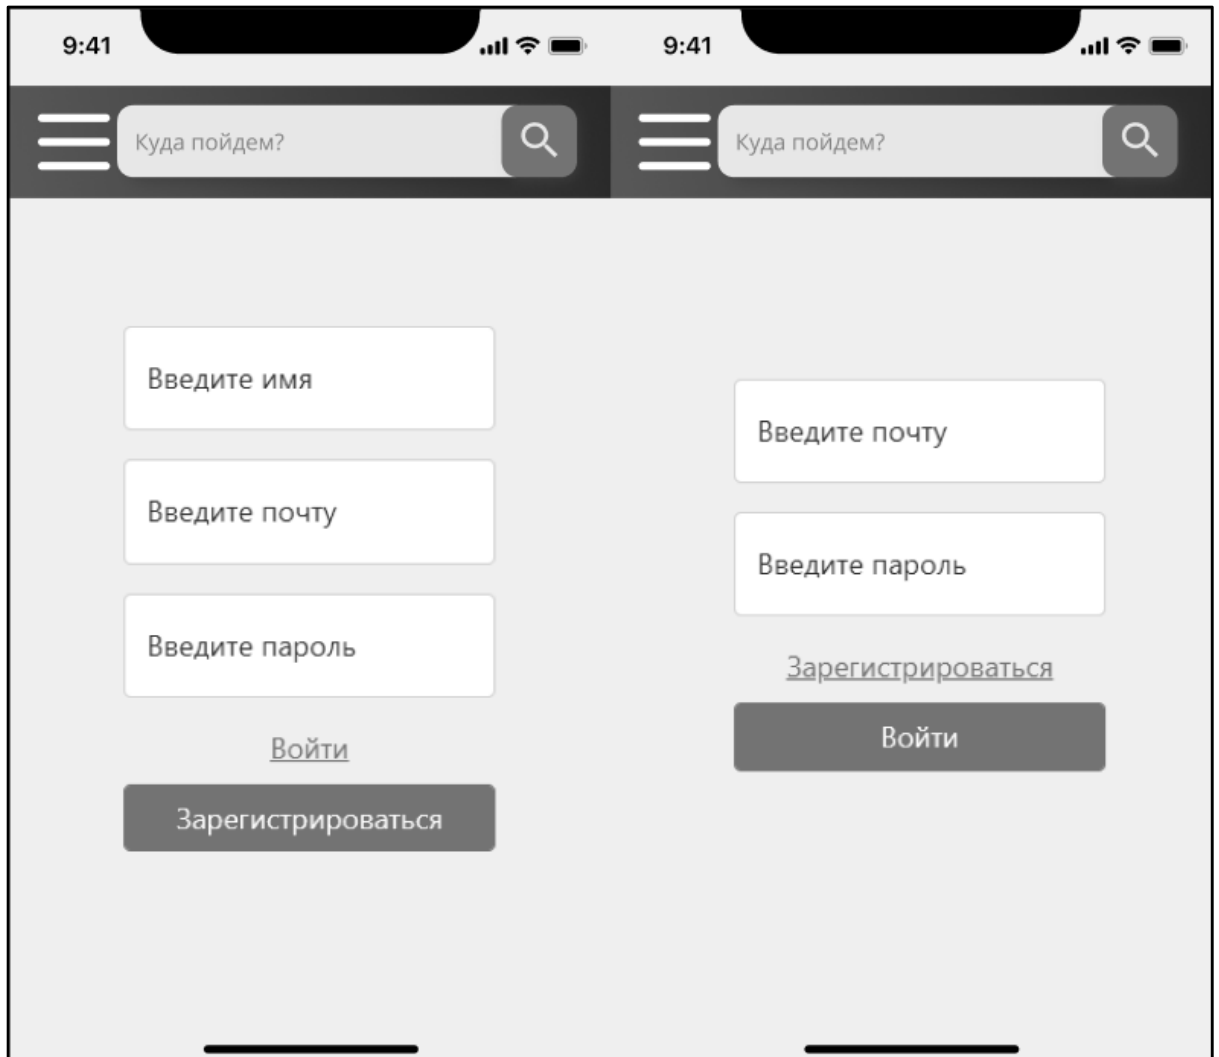 9:41
Куда пойдем?
Введите имя
Введите почту
Введите пароль
Войти
Зарегистрироваться
9:41
Куда пойдем?
Введите почту
Введите пароль
Зарегистрироваться
Войти